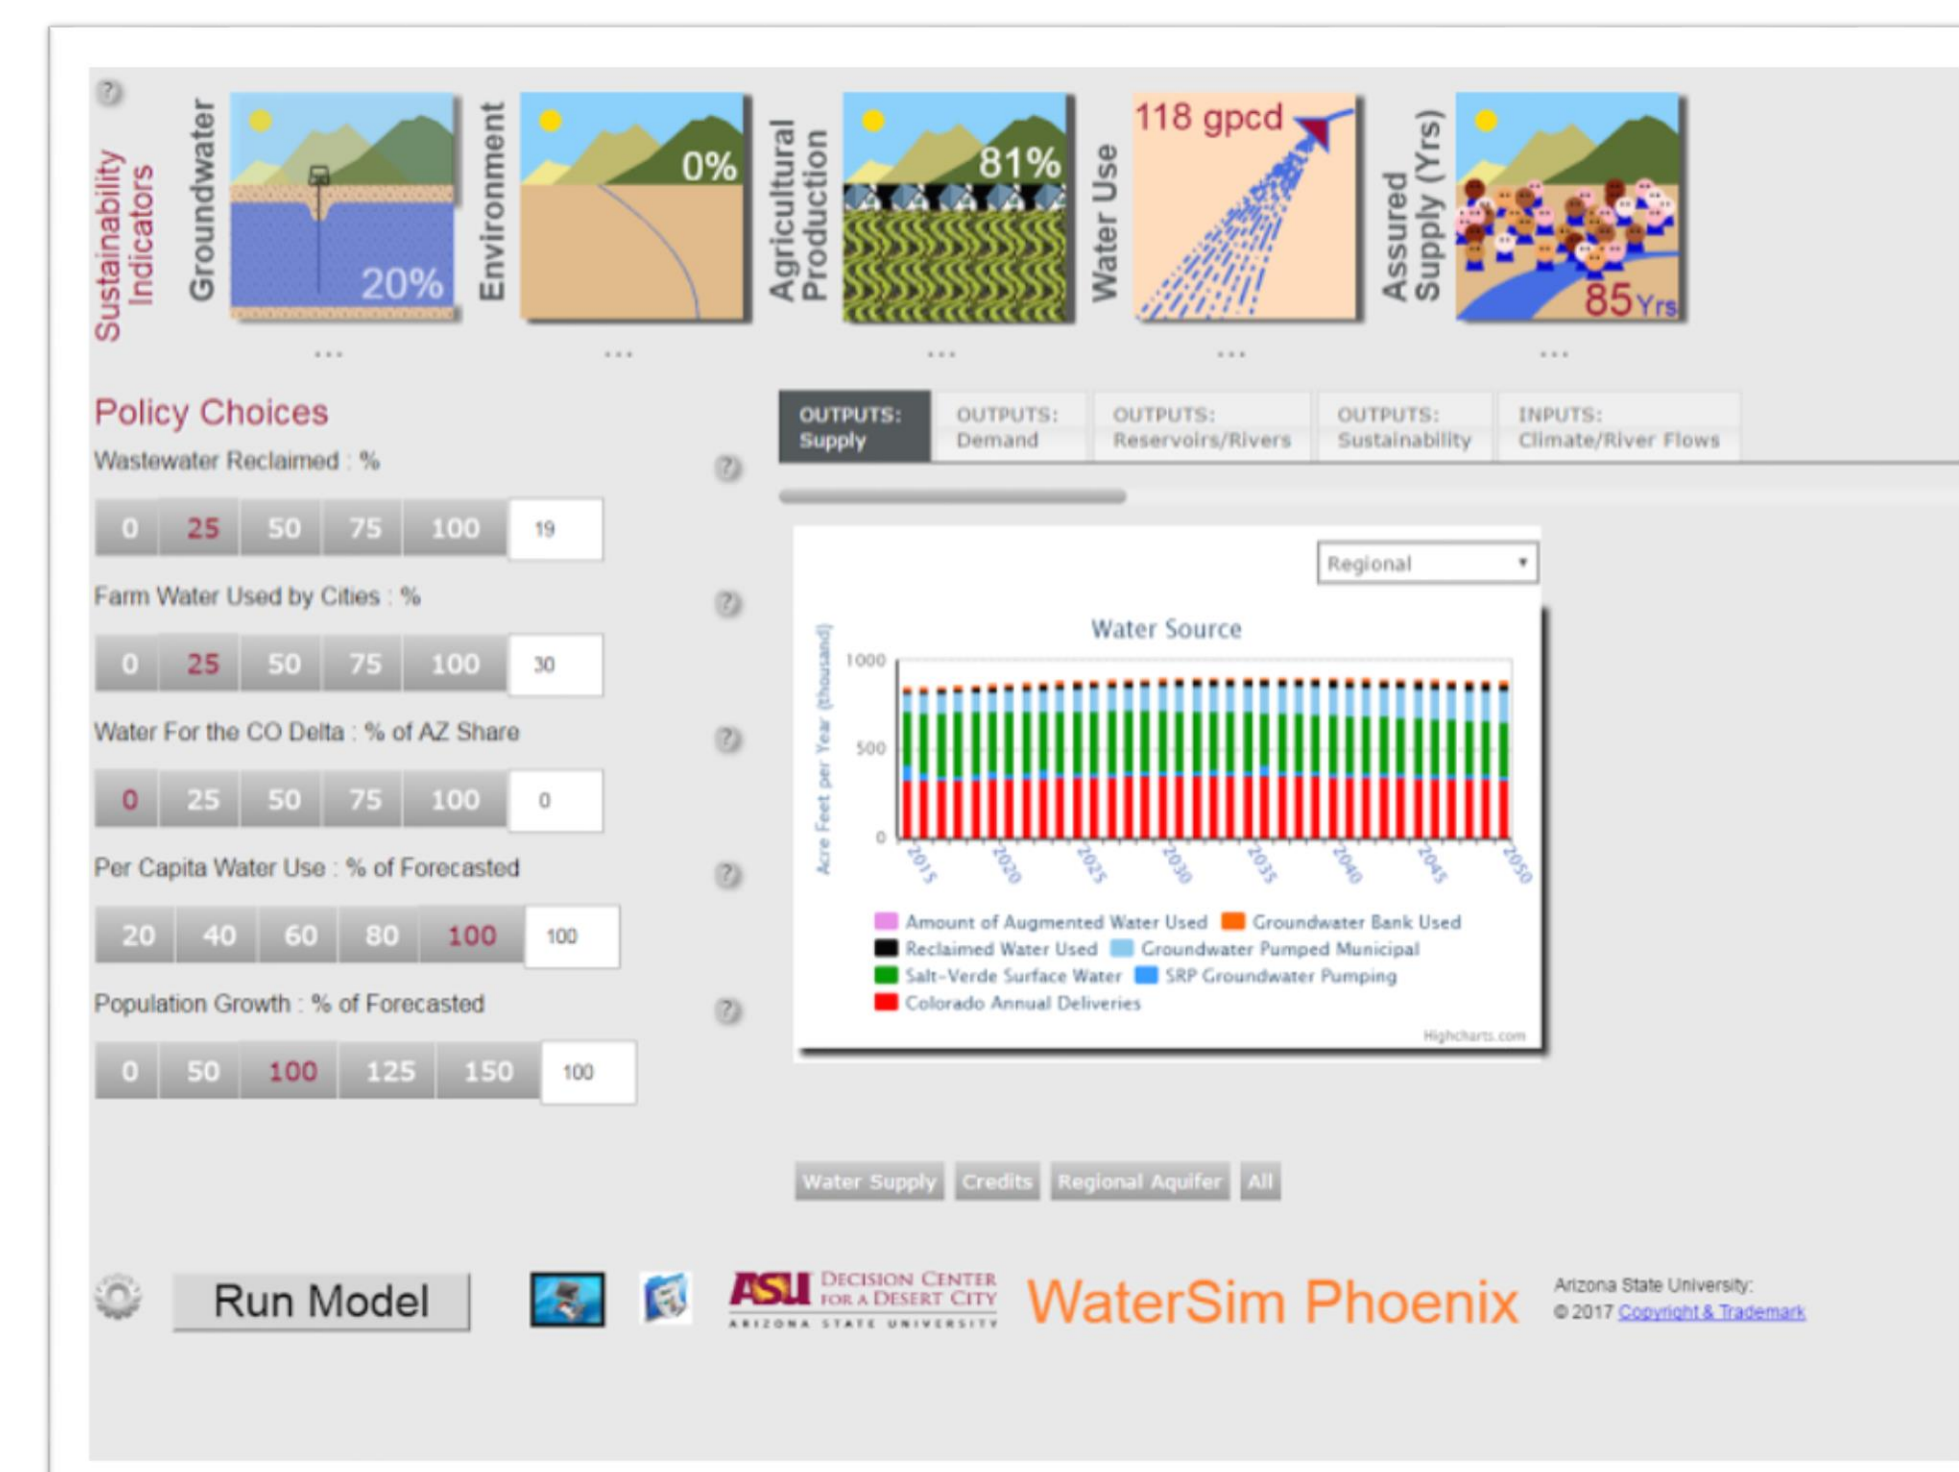 ?
Sustainability
Indicators
Groundwater
20%
Environment
0%
Agricultural
Production
81%
Water Use
118 gpcd
Assured
Supply (Yrs)
85 Yrs
...
...
...
...
...
Policy Choices
Wastewater Reclaimed : %
?
0 25 50 75 100 19
Farm Water Used by Cities : %
?
0 25 50 75 100 30
Water For the CO Delta : % of AZ Share
?
0 25 50 75 100 0
Per Capita Water Use : % of Forecasted
?
20 40 60 80 100 100
Population Growth : % of Forecasted
?
0 50 100 125 150 100
OUTPUTS:
Supply
OUTPUTS:
Demand
OUTPUTS:
Reservoirs/Rivers
OUTPUTS:
Sustainability
INPUTS:
Climate/River Flows
Regional
Water Source
Acre Feet per Year (thousand)
1000
500
0
2015 2020 2025 2030 2035 2040 2045 2050
Amount of Augmented Water Used Groundwater Bank Used
Reclaimed Water Used Groundwater Pumped Municipal
Salt-Verde Surface Water SRP Groundwater Pumping
Colorado Annual Deliveries
Highcharts.com
Water Supply Credits Regional Aquifer All
Run Model
ASU DECISION CENTER
FOR A DESERT CITY
ARIZONA STATE UNIVERSITY
WaterSim Phoenix
Arizona State University:
© 2017 Copyright & Trademark